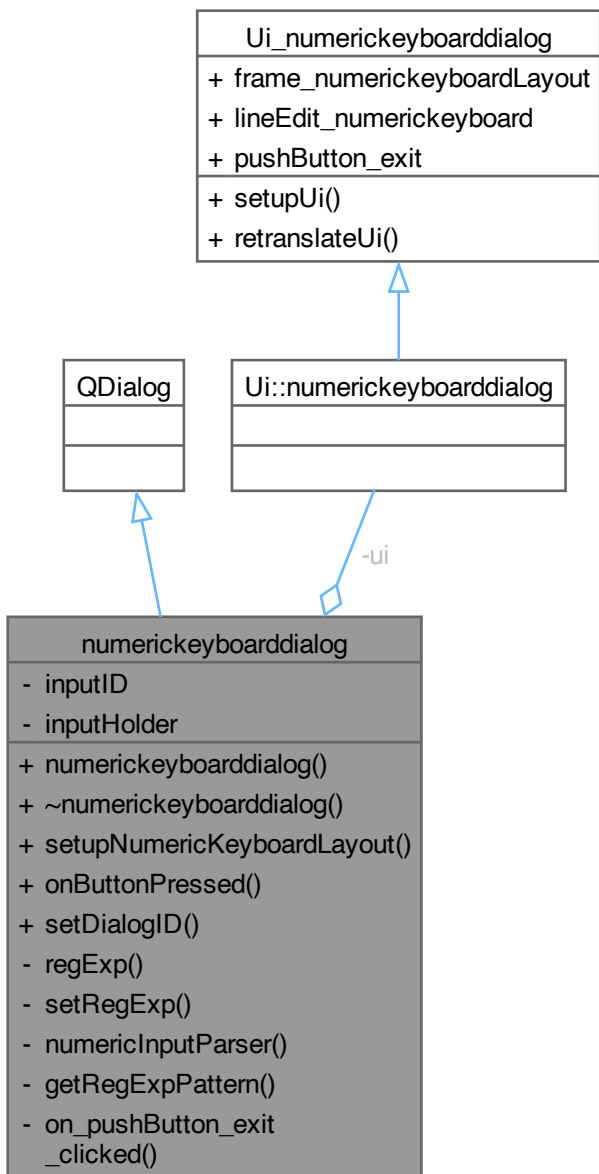 Ui_numerickeyboarddialog
+ frame_numerickeyboardLayout
+ lineEdit_numerickeyboard
+ pushButton_exit
+ setupUi()
+ retranslateUi()
QDialog
Ui::numerickeyboarddialog
-ui
numerickeyboarddialog
- inputID
- inputHolder
+ numerickeyboarddialog()
+ ~numerickeyboarddialog()
+ setupNumericKeyboardLayout()
+ onButtonPressed()
+ setDialogID()
- regExp()
- setRegExp()
- numericInputParser()
- getRegExpPattern()
- on_pushButton_exit
_clicked()